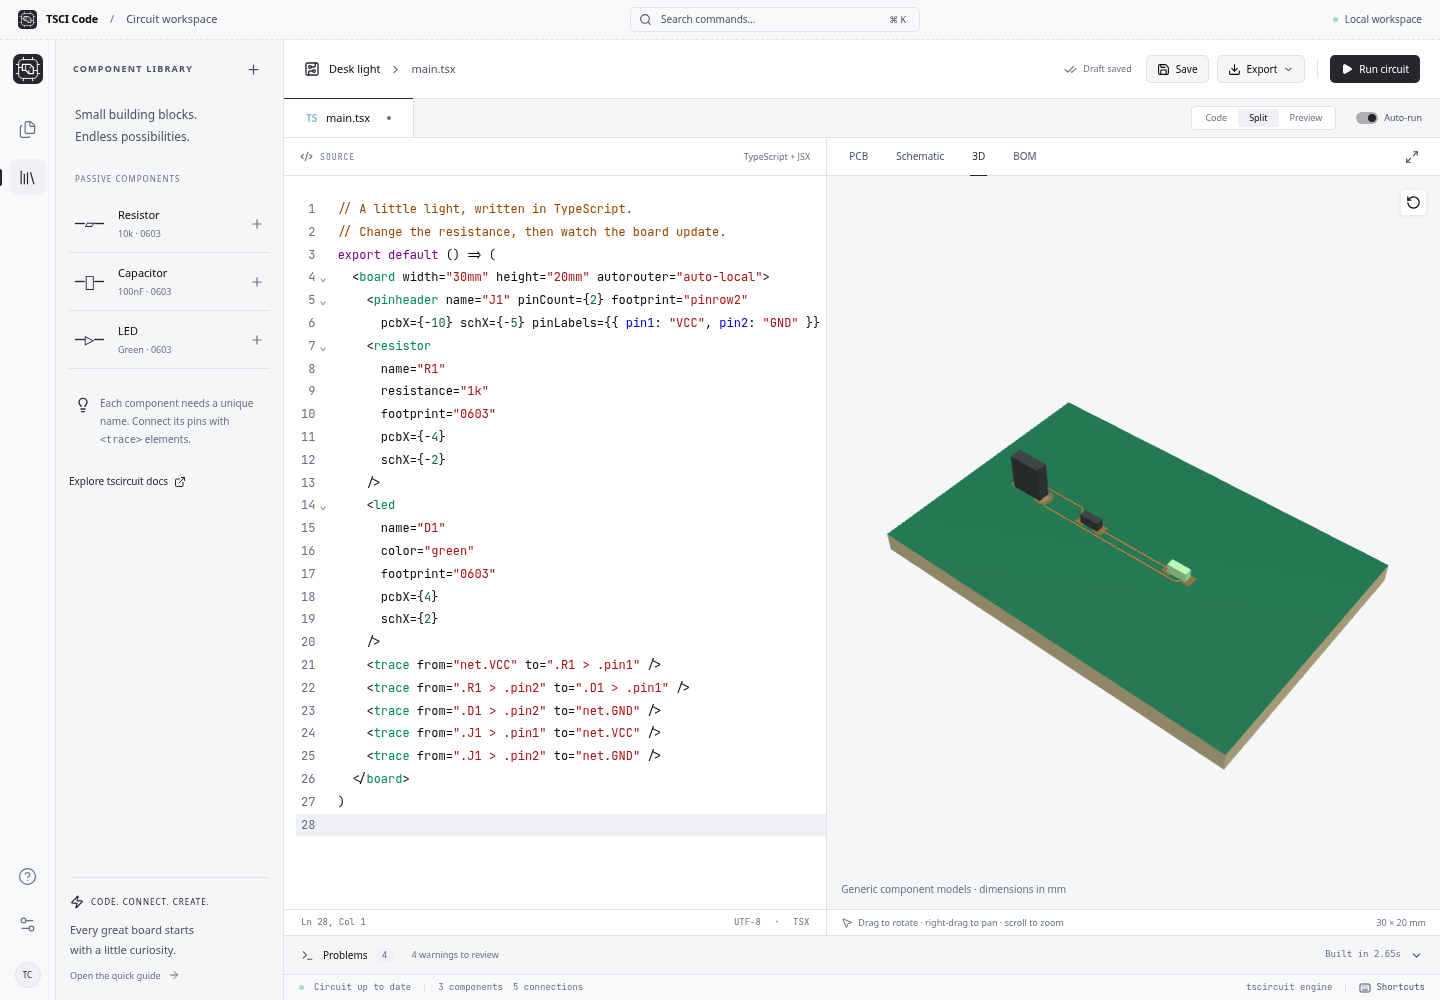 TSCI Code / Circuit workspace
Search commands... ⌘ K
Local workspace
COMPONENT LIBRARY
Small building blocks.
Endless possibilities.
PASSIVE COMPONENTS
Resistor
10k · 0603
Capacitor
100nF · 0603
LED
Green · 0603
Each component needs a unique
name. Connect its pins with
<trace> elements.
Explore tscircuit docs
CODE. CONNECT. CREATE.
Every great board starts
with a little curiosity.
Open the quick guide
TC
Desk light > main.tsx
Draft saved
Save
Export
Run circuit
TS main.tsx
Code Split Preview
Auto-run
SOURCE
TypeScript + JSX
1 // A little light, written in TypeScript.
2 // Change the resistance, then watch the board update.
3 export default () => (
4 <board width="30mm" height="20mm" autorouter="auto-local">
5 <pinheader name="J1" pinCount={2} footprint="pinrow2"
6 pcbX={-10} schX={-5} pinLabels={{ pin1: "VCC", pin2: "GND" }}
7 <resistor
8 name="R1"
9 resistance="1k"
10 footprint="0603"
11 pcbX={-4}
12 schX={-2}
13 />
14 <led
15 name="D1"
16 color="green"
17 footprint="0603"
18 pcbX={4}
19 schX={2}
20 />
21 <trace from="net.VCC" to=".R1 > .pin1" />
22 <trace from=".R1 > .pin2" to=".D1 > .pin1" />
23 <trace from=".D1 > .pin2" to="net.GND" />
24 <trace from=".J1 > .pin1" to="net.VCC" />
25 <trace from=".J1 > .pin2" to="net.GND" />
26 </board>
27 )
28
Ln 28, Col 1
UTF-8 · TSX
PCB Schematic 3D BOM
Generic component models · dimensions in mm
Drag to rotate · right-drag to pan · scroll to zoom
30 × 20 mm
Problems 4 4 warnings to review
Built in 2.65s
Circuit up to date
3 components 5 connections
tscircuit engine
Shortcuts